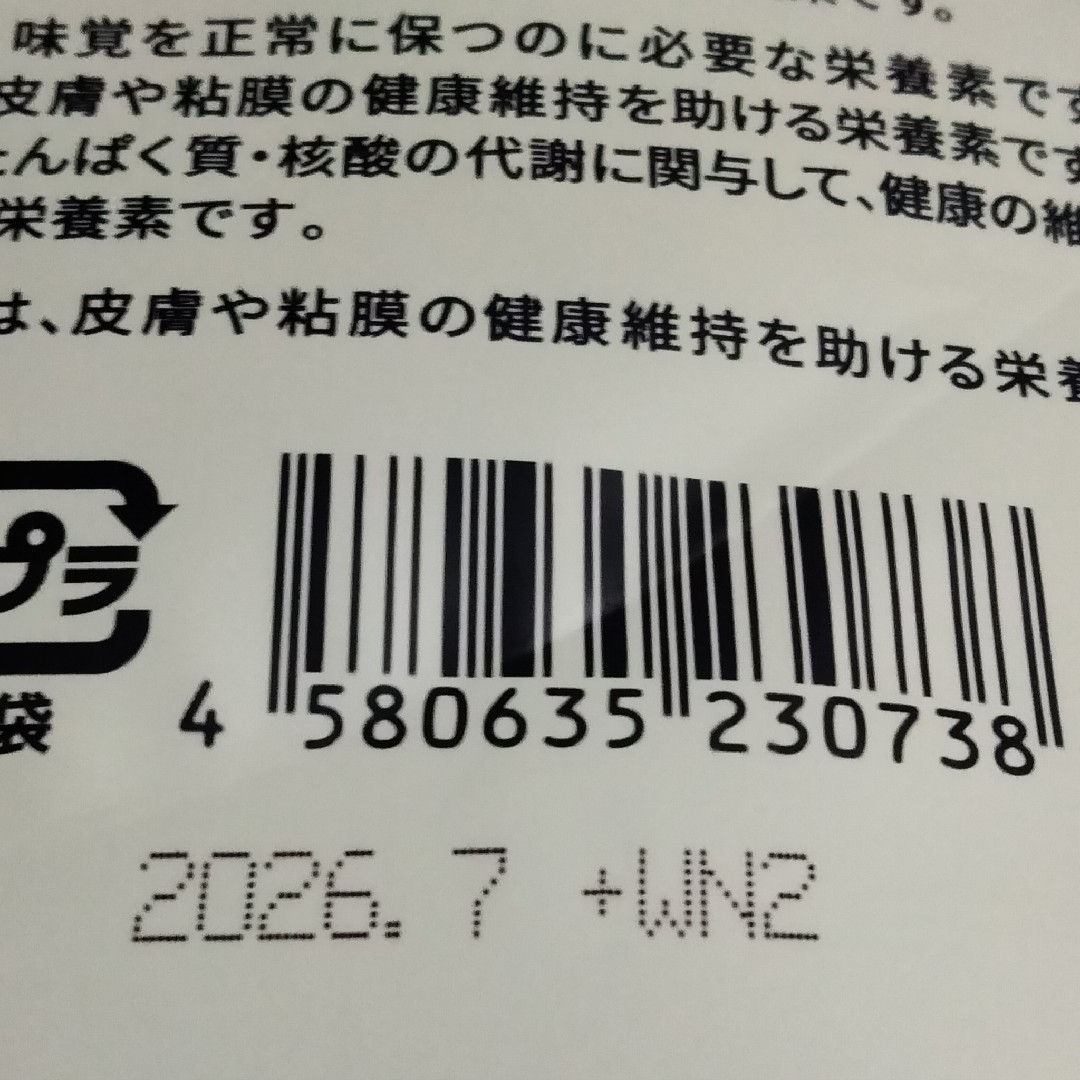 味覚を正常に保つのに必要な栄養素です
皮膚や粘膜の健康維持を助ける栄養素です
たんぱく質・核酸の代謝に関与して、健康の維
栄養素です。
は、皮膚や粘膜の健康維持を助ける栄養
プラ
袋
4 580635 230738
2026. 7 +WN2